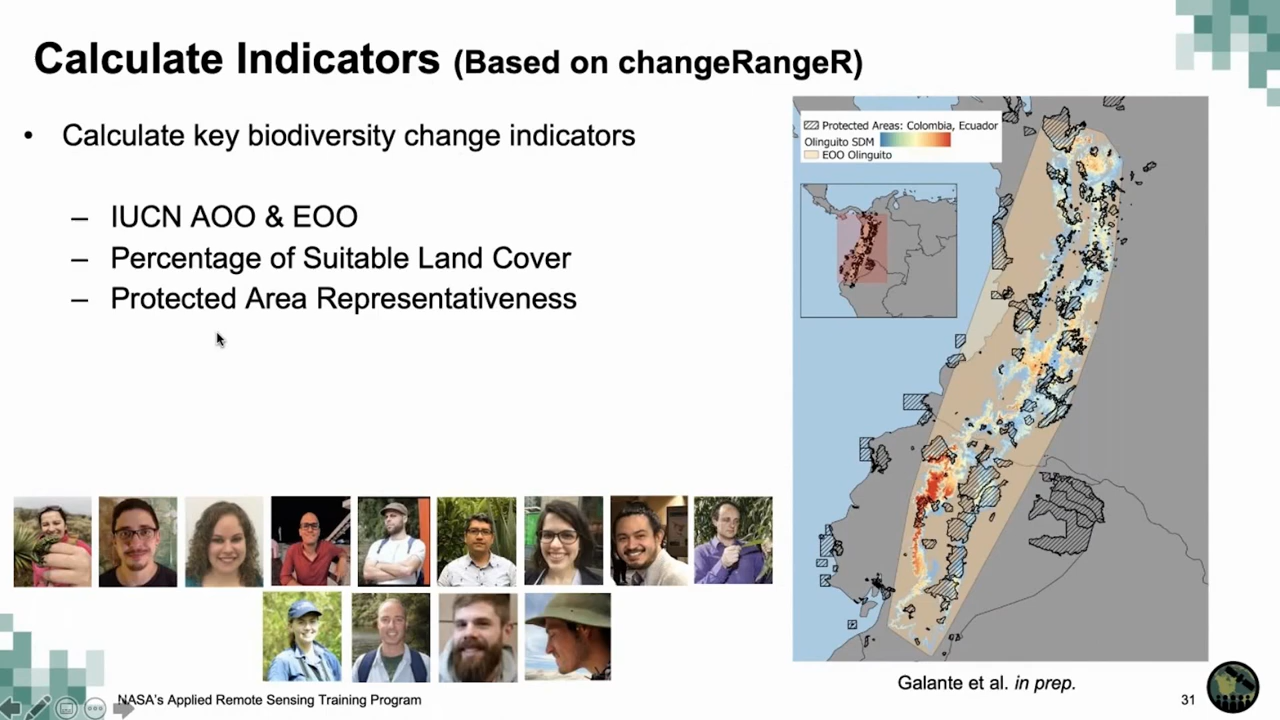 Calculate Indicators (Based on changeRangeR)
• Calculate key biodiversity change indicators
– IUCN AOO & EOO
– Percentage of Suitable Land Cover
– Protected Area Representativeness
Protected Areas: Colombia, Ecuador
Olinguito SDM
EOO Olinguito
Galante et al. in prep.
NASA's Applied Remote Sensing Training Program
31